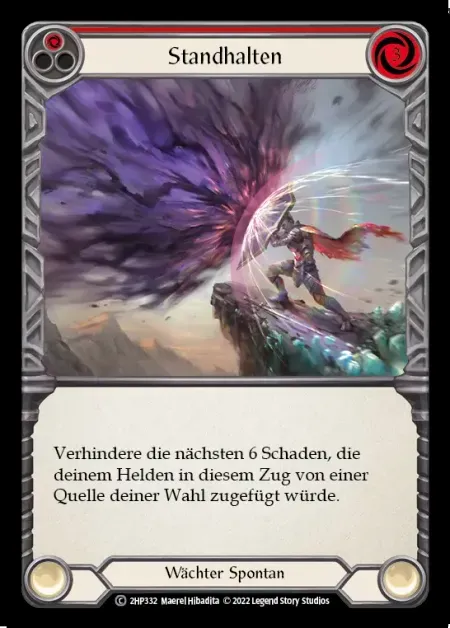 3
Standhalten
Verhindere die nächsten 6 Schaden, die
deinem Helden in diesem Zug von einer
Quelle deiner Wahl zugefügt würde.
Wächter Spontan
C 2HP332 Maerel Hibadita © 2022 Legend Story Studios